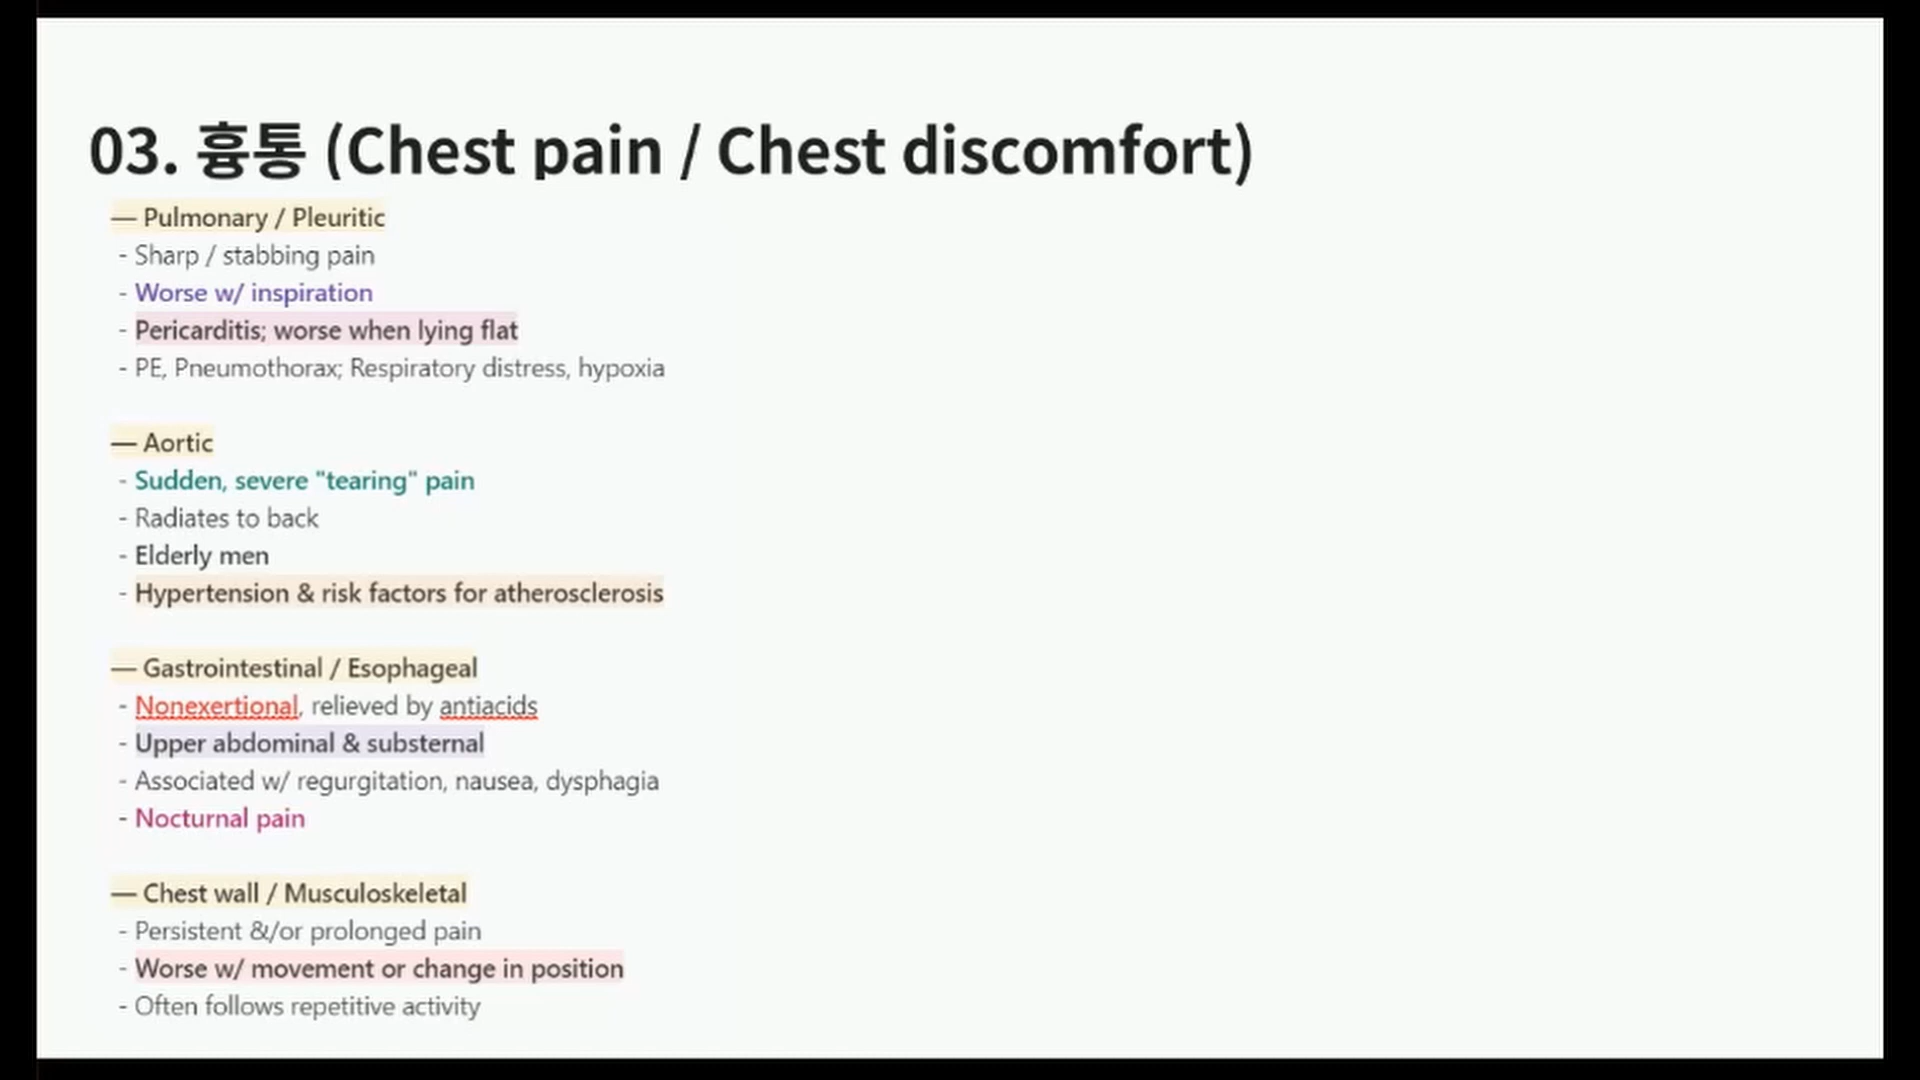 03. 흉통 (Chest pain / Chest discomfort)
— Pulmonary / Pleuritic
- Sharp / stabbing pain
- Worse w/ inspiration
- Pericarditis; worse when lying flat
- PE, Pneumothorax; Respiratory distress, hypoxia
— Aortic
- Sudden, severe "tearing" pain
- Radiates to back
- Elderly men
- Hypertension & risk factors for atherosclerosis
— Gastrointestinal / Esophageal
- Nonexertional, relieved by antiacids
- Upper abdominal & substernal
- Associated w/ regurgitation, nausea, dysphagia
- Nocturnal pain
— Chest wall / Musculoskeletal
- Persistent &/or prolonged pain
- Worse w/ movement or change in position
- Often follows repetitive activity